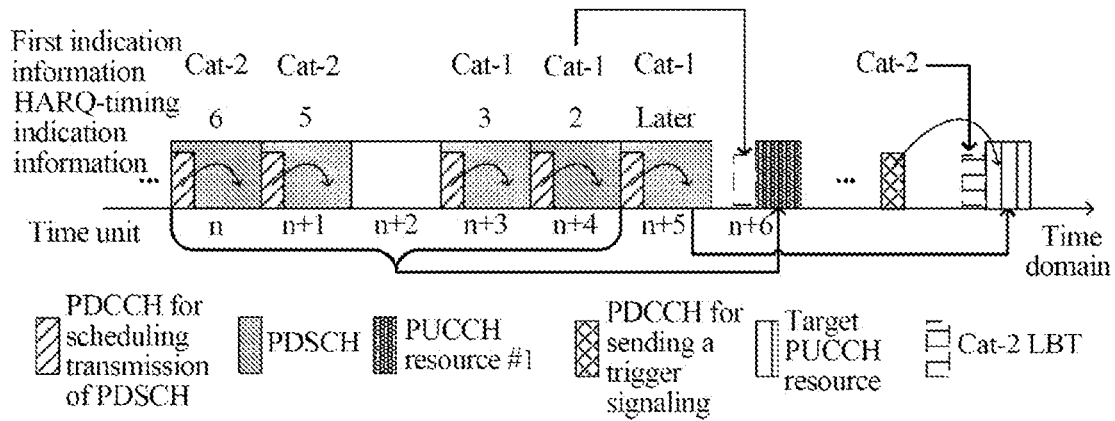 First indication
information
HARQ-timing
indication
information
Cat-2 Cat-2 Cat-1 Cat-1 Cat-1 Cat-2
6 5 3 2 Later
... ...
Time unit n n+1 n+2 n+3 n+4 n+5 n+6 Time
domain
PDCCH for
scheduling
transmission
of PDSCH
PDSCH
PUCCH
resource #1
PDCCH for
sending a
trigger
signaling
Target
PUCCH
resource
Cat-2 LBT